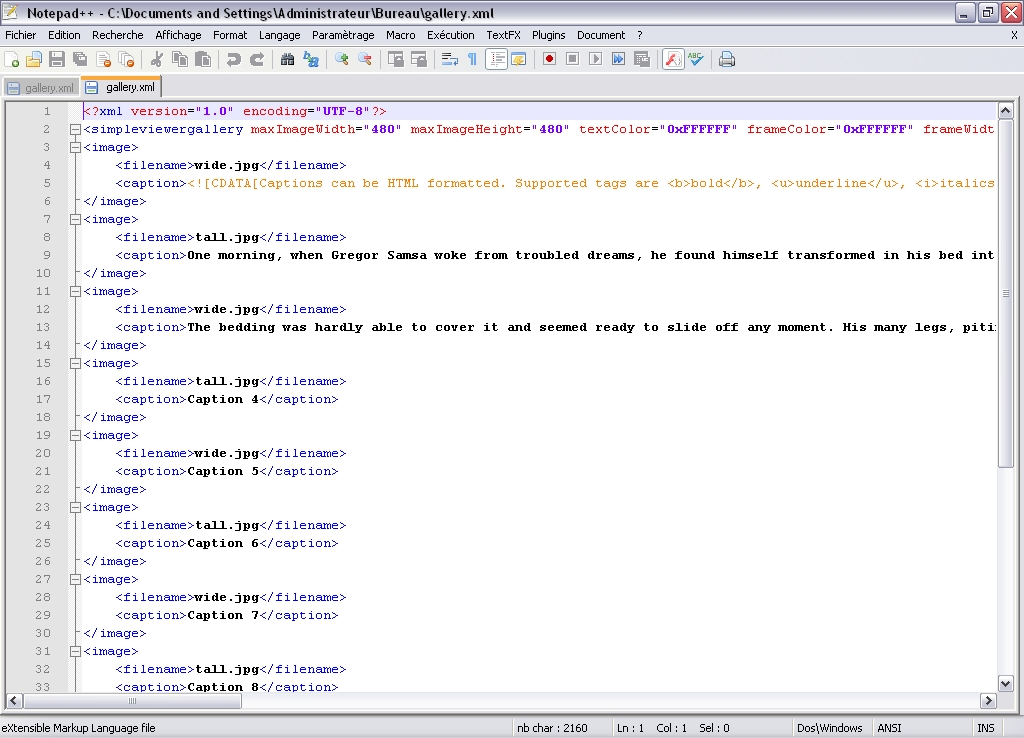 Notepad++ - C:\Documents and Settings\Administrateur\Bureau\gallery.xml
Fichier Edition Recherche Affichage Format Langage Paramètrage Macro Exécution TextFX Plugins Document ? X
ABC
gallery.xml gallery.xml
1 <?xml version="1.0" encoding="UTF-8"?>
2 <simpleviewergallery maxImageWidth="480" maxImageHeight="480" textColor="0xFFFFFF" frameColor="0xFFFFFF" frameWidt
3 <image>
4 <filename>wide.jpg</filename>
5 <caption><![CDATA[Captions can be HTML formatted. Supported tags are <b>bold</b>, <u>underline</u>, <i>italics
6 </image>
7 <image>
8 <filename>tall.jpg</filename>
9 <caption>One morning, when Gregor Samsa woke from troubled dreams, he found himself transformed in his bed int
10 </image>
11 <image>
12 <filename>wide.jpg</filename>
13 <caption>The bedding was hardly able to cover it and seemed ready to slide off any moment. His many legs, piti
14 </image>
15 <image>
16 <filename>tall.jpg</filename>
17 <caption>Caption 4</caption>
18 </image>
19 <image>
20 <filename>wide.jpg</filename>
21 <caption>Caption 5</caption>
22 </image>
23 <image>
24 <filename>tall.jpg</filename>
25 <caption>Caption 6</caption>
26 </image>
27 <image>
28 <filename>wide.jpg</filename>
29 <caption>Caption 7</caption>
30 </image>
31 <image>
32 <filename>tall.jpg</filename>
33 <caption>Caption 8</caption>
eXtensible Markup Language file nb char : 2160 Ln : 1 Col : 1 Sel : 0 Dos\Windows ANSI INS